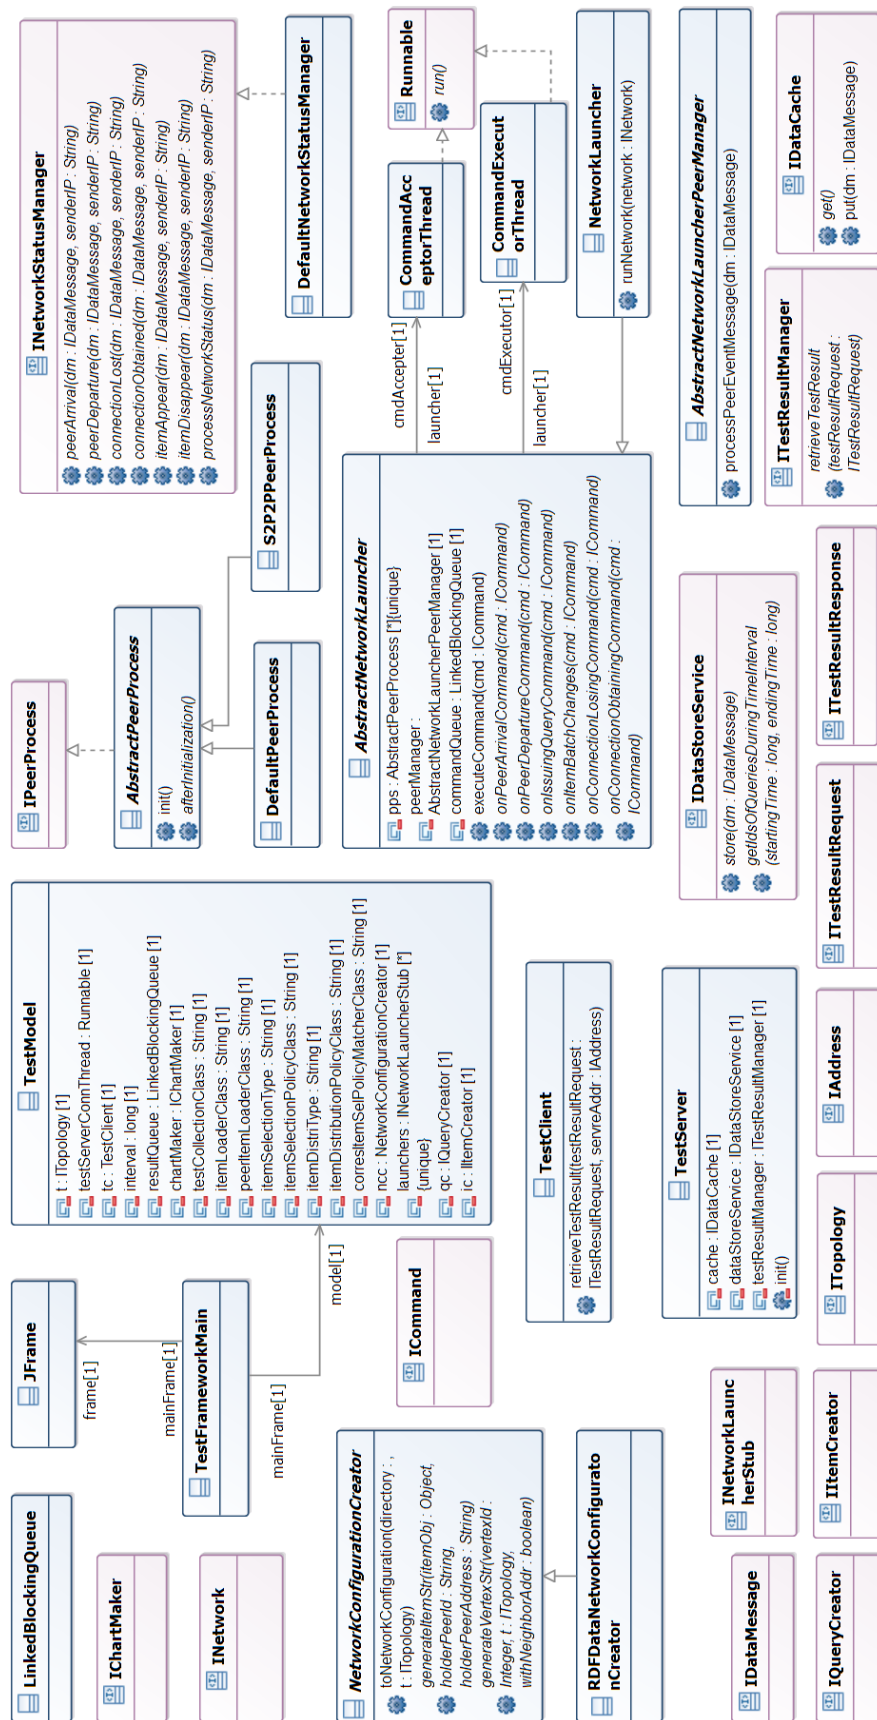 LinkedBlockingQueue
JFrame
frame[1]
mainFrame[1]
TestFrameworkMain
mainFrame[1]
model[1]
IChartMaker
INetwork
TestModel
t : ITopology [1]
testServerConnThread : Runnable [1]
tc : TestClient [1]
interval : long [1]
resultQueue : LinkedBlockingQueue [1]
chartMaker : IChartMaker [1]
testCollectionClass : String [1]
itemLoaderClass : String [1]
peerItemLoaderClass : String [1]
itemSelectionType : String [1]
itemSelectionPolicyClass : String [1]
itemDistriType : String [1]
itemDistributionPolicyClass : String [1]
corresItemSelPolicyMatcherClass : String [1]
ncc : NetworkConfigurationCreator [1]
launchers : INetworkLauncherStub [*]
{unique}
qc : IQueryCreator [1]
ic : IItemCreator [1]
IPeerProcess
AbstractPeerProcess
init()
afterInitialization()
DefaultPeerProcess
S2P2PPeerProcess
INetworkStatusManager
peerArrival(dm : IDataMessage, senderIP : String)
peerDeparture(dm : IDataMessage, senderIP : String)
connectionLost(dm : IDataMessage, senderIP : String)
connectionObtained(dm : IDataMessage, senderIP : String)
itemAppear(dm : IDataMessage, senderIP : String)
itemDisappear(dm : IDataMessage, senderIP : String)
processNetworkStatus(dm : IDataMessage, senderIP : String)
DefaultNetworkStatusManager
NetworkConfigurationCreator
toNetworkConfiguration(directory : ,
t : ITopology)
generateItemStr(itemObj : Object,
holderPeerId : String,
holderPeerAddress : String)
generateVertexStr(vertexId :
Integer, t : ITopology,
withNeighborAddr : boolean)
RDFDataNetworkConfigurato
nCreator
ICommand
AbstractNetworkLauncher
pps : AbstractPeerProcess [*]{unique}
peerManager :
AbstractNetworkLauncherPeerManager [1]
commandQueue : LinkedBlockingQueue [1]
executeCommand(cmd : ICommand)
onPeerArrivalCommand(cmd : ICommand)
onPeerDepartureCommand(cmd : ICommand)
onIssuingQueryCommand(cmd : ICommand)
onItemBatchChanges(cmd : ICommand)
onConnectionLosingCommand(cmd : ICommand)
onConnectionObtainingCommand(cmd :
ICommand)
cmdAccepter[1]
launcher[1]
cmdExecutor[1]
launcher[1]
CommandAcc
eptorThread
Runnable
run()
CommandExecut
orThread
NetworkLauncher
runNetwork(network : INetwork)
TestClient
retrieveTestResult(testResultRequest :
ITestResultRequest, servreAddr : IAddress)
TestServer
cache : IDataCache [1]
dataStoreService : IDataStoreService [1]
testResultManager : ITestResultManager [1]
init()
IDataStoreService
store(dm : IDataMessage)
getIdsOfQueriesDuringTimeInterval
(startingTime : long, endingTime : long)
AbstractNetworkLauncherPeerManager
processPeerEventMessage(dm : IDataMessage)
ITestResultManager
retrieveTestResult
(testResultRequest :
ITestResultRequest)
IDataCache
get()
put(dm : IDataMessage)
IDataMessage
INetworkLaunc
herStub
IQueryCreator
IItemCreator
ITopology
IAddress
ITestResultRequest
ITestResultResponse